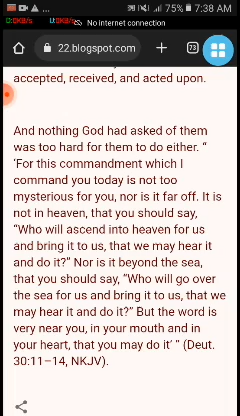 75% 7:38 AM
0:0KB/s U:0KB/s No internet connection
22.blogspot.com 73
accepted, received, and acted upon.
And nothing God had asked of them
was too hard for them to do either. “
‘For this commandment which I
command you today is not too
mysterious for you, nor is it far off. It is
not in heaven, that you should say,
“Who will ascend into heaven for us
and bring it to us, that we may hear it
and do it?” Nor is it beyond the sea,
that you should say, “Who will go over
the sea for us and bring it to us, that we
may hear it and do it?” But the word is
very near you, in your mouth and in
your heart, that you may do it’ ” (Deut.
30:11–14, NKJV).